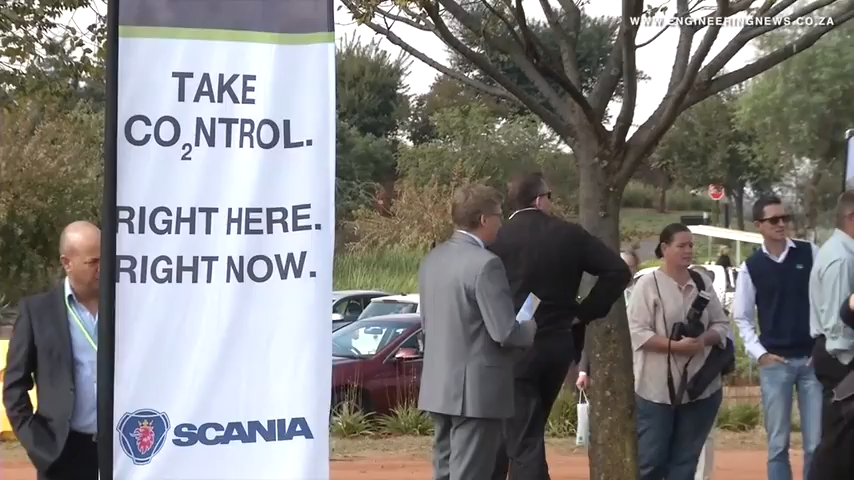 WWW.ENGINEERINGNEWS.CO.ZA
TAKE
CO₂NTROL.
RIGHT HERE.
RIGHT NOW.
SCANIA